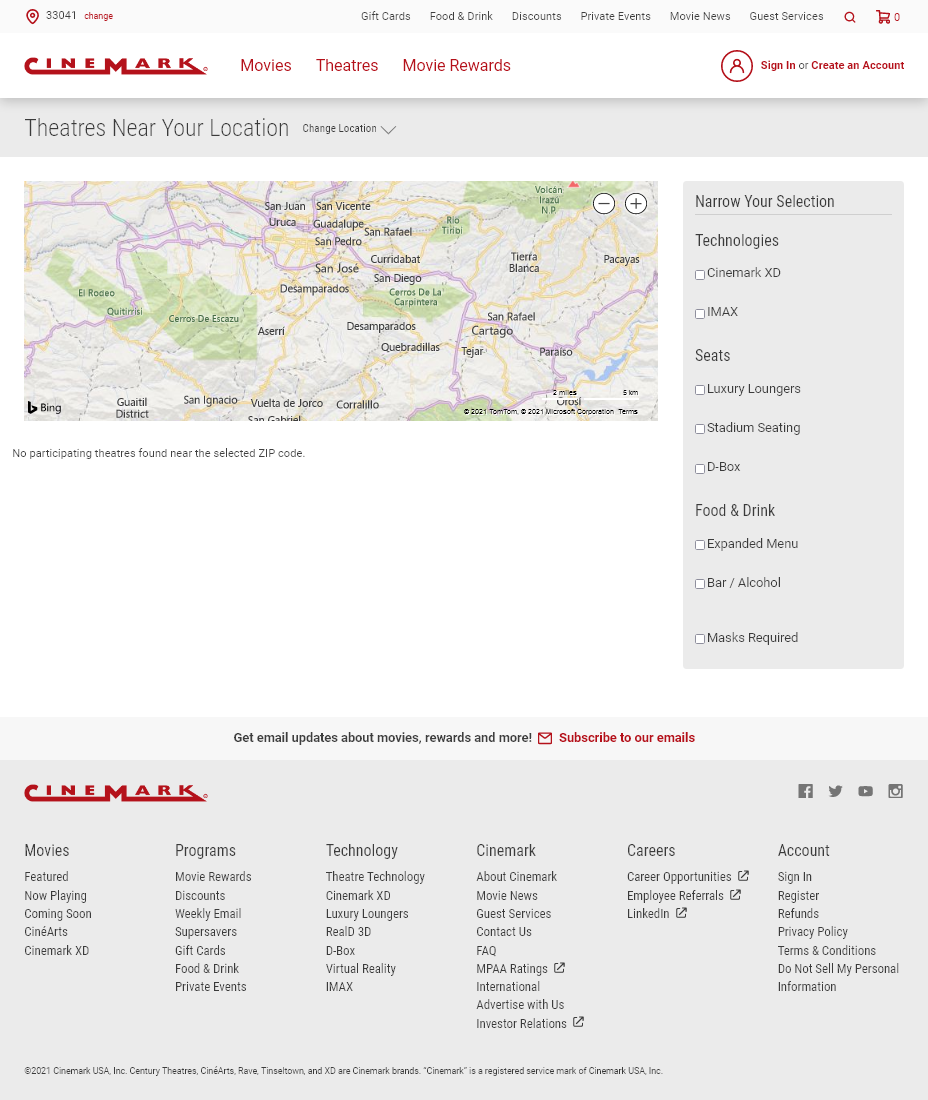 33041 change
Gift Cards Food & Drink Discounts Private Events Movie News Guest Services 0
CINEMARK
Movies Theatres Movie Rewards
Sign In or Create an Account
Theatres Near Your Location Change Location
Volcán
Irazú
N.P.
San Juan San Vicente
Uruca Guadalupe
Rio
Tiribi
San Rafael
San Pedro
Curridabat
Tierra
Blanca
Pacayas
San José
San Diego
Desamparados
El Rodeo
Cerros De La
Carpintera
Quitirrisí
Cerros De Escazu
San Rafael
Aserrí
Desamparados
Cartago
Quebradillas
Tejar
Paraíso
2 miles 5 km
San Ignacio
Guaitil
District
Vuelta de Jorco
Corralillo
Orosi
Bing
© 2021 TomTom, © 2021 Microsoft Corporation Terms
San Gabriel
No participating theatres found near the selected ZIP code.
Narrow Your Selection
Technologies
Cinemark XD
IMAX
Seats
Luxury Loungers
Stadium Seating
D-Box
Food & Drink
Expanded Menu
Bar / Alcohol
Masks Required
Get email updates about movies, rewards and more! Subscribe to our emails
CINEMARK
Movies
Featured
Now Playing
Coming Soon
CinéArts
Cinemark XD
Programs
Movie Rewards
Discounts
Weekly Email
Supersavers
Gift Cards
Food & Drink
Private Events
Technology
Theatre Technology
Cinemark XD
Luxury Loungers
RealD 3D
D-Box
Virtual Reality
IMAX
Cinemark
About Cinemark
Movie News
Guest Services
Contact Us
FAQ
MPAA Ratings
International
Advertise with Us
Investor Relations
Careers
Career Opportunities
Employee Referrals
LinkedIn
Account
Sign In
Register
Refunds
Privacy Policy
Terms & Conditions
Do Not Sell My Personal
Information
©2021 Cinemark USA, Inc. Century Theatres, CinéArts, Rave, Tinseltown, and XD are Cinemark brands. "Cinemark" is a registered service mark of Cinemark USA, Inc.